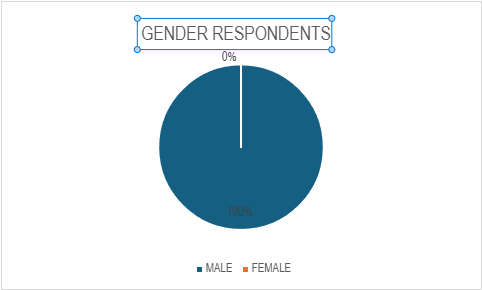 GENDER RESPONDENTS
0%
100%
MALE FEMALE